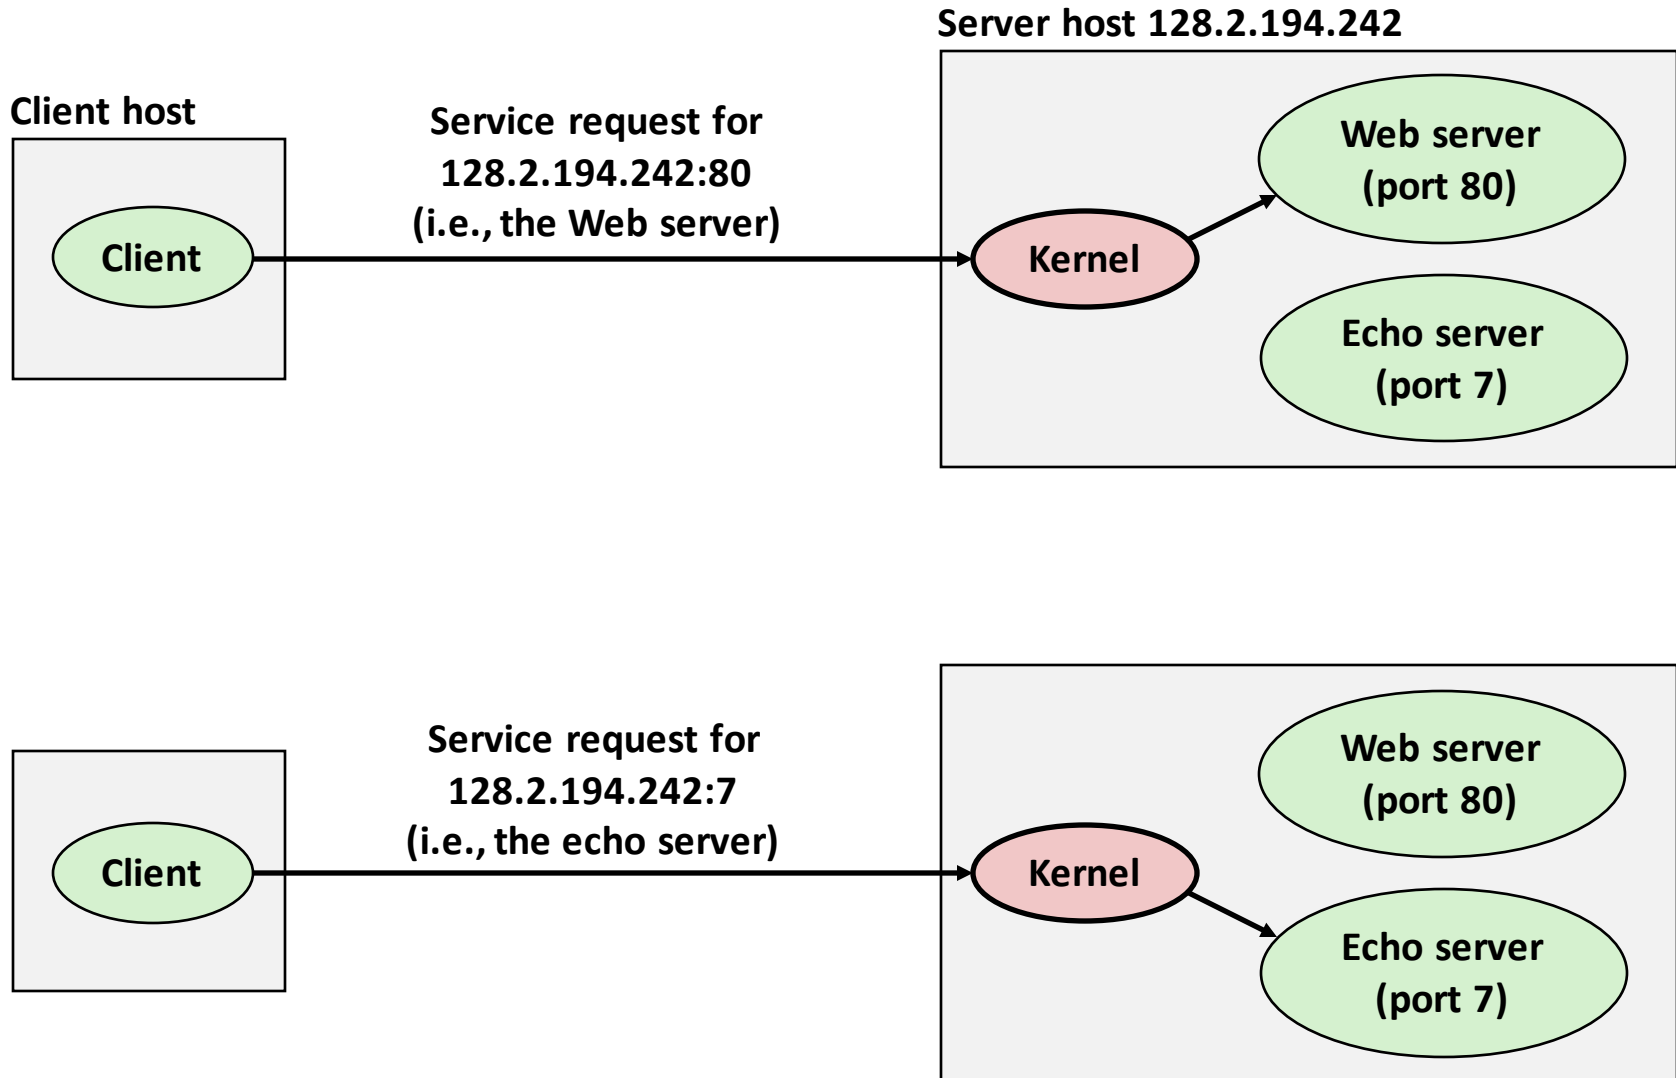 Server host 128.2.194.242
Client host
Service request for
128.2.194.242:80
(i.e., the Web server)
Client
Kernel
Web server
(port 80)
Echo server
(port 7)
Service request for
128.2.194.242:7
(i.e., the echo server)
Client
Kernel
Web server
(port 80)
Echo server
(port 7)